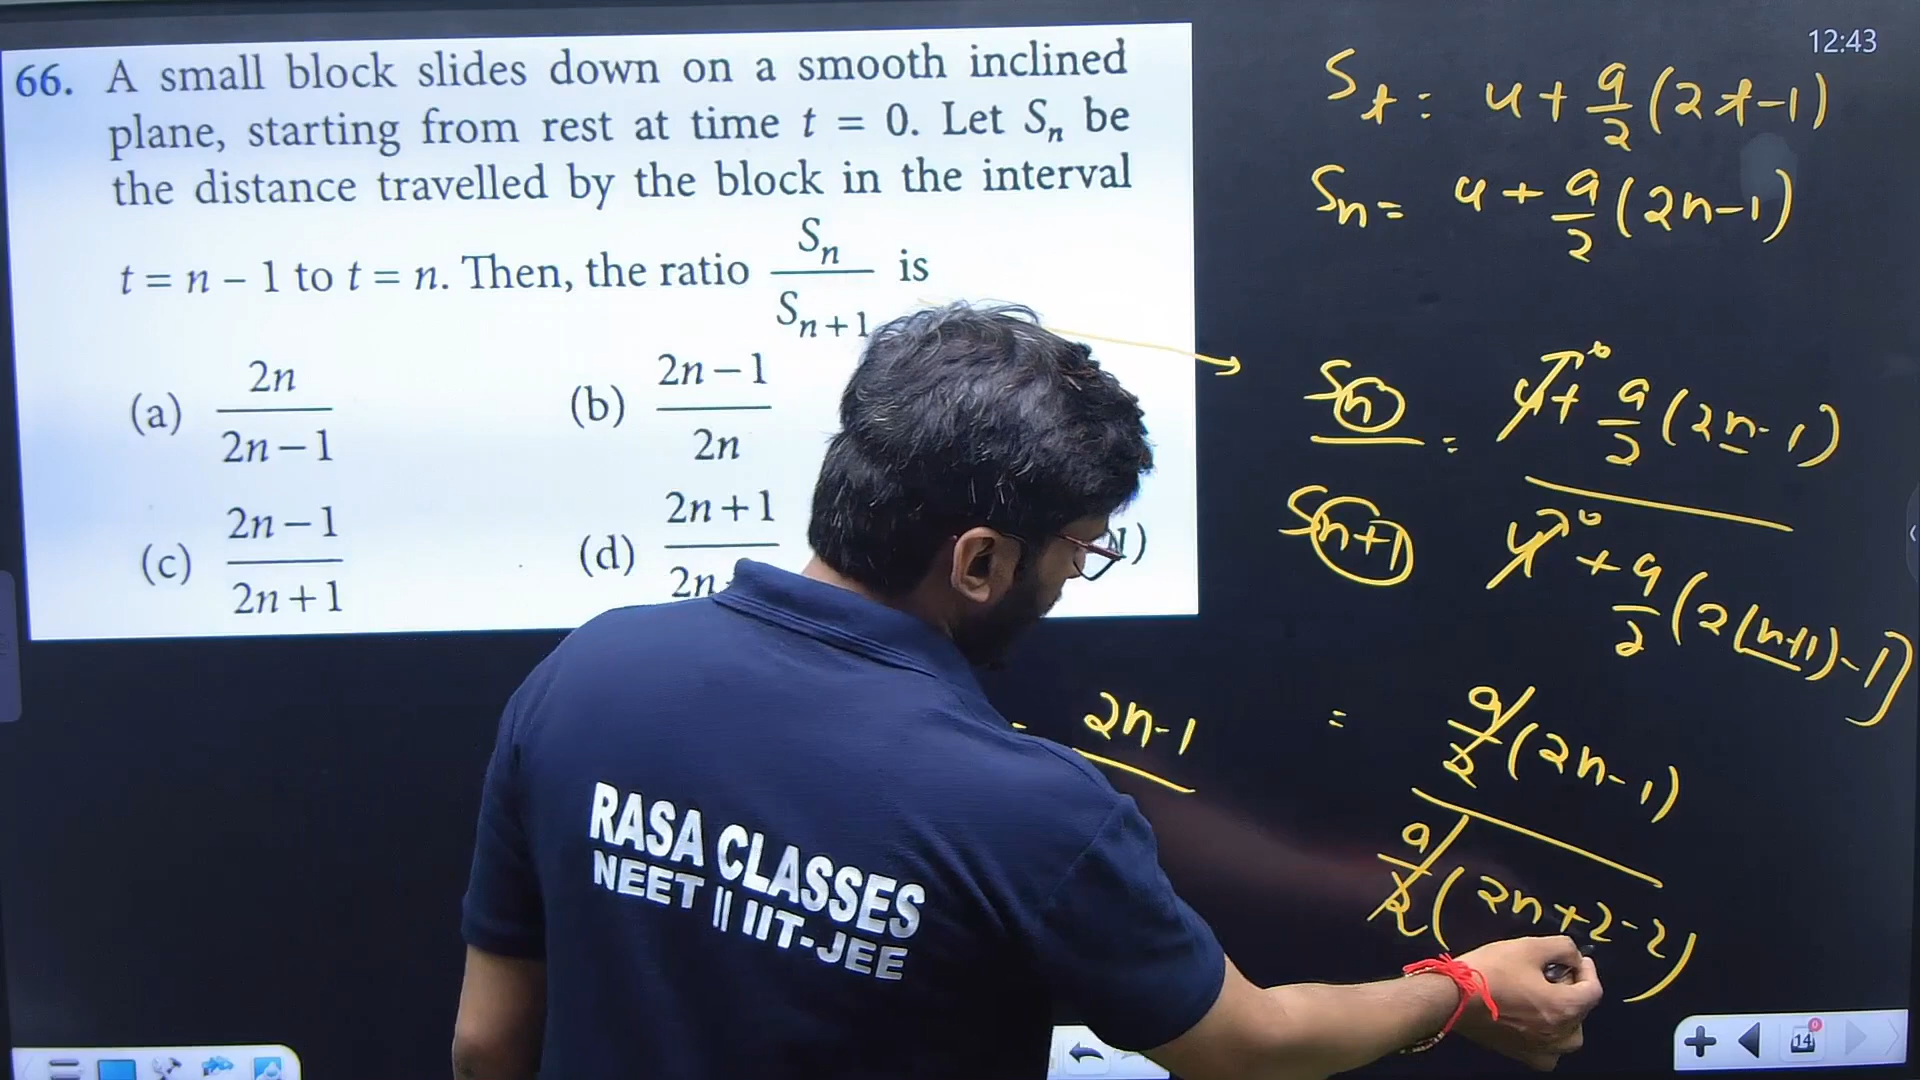 12:43
66. A small block slides down on a smooth inclined
plane, starting from rest at time t = 0. Let Sₙ be
the distance travelled by the block in the interval
t = n – 1 to t = n. Then, the ratio Sₙ/Sₙ₊₁ is
(a) 2n/2n–1
(b) 2n–1/2n
(c) 2n–1/2n+1
(d) 2n+1/2n
)
Sₜ = u + a/2 (2t–1)
Sₙ = u + a/2 (2n–1)
Sₙ/Sₙ₊₁ = u⁰ + a/2 (2n-1) / u⁰ + a/2 (2(n+1)-1)
= a/2 (2n-1) / a/2 (2n+2-2)
= 2n-1
RASA CLASSES
NEET || IIT-JEE
14